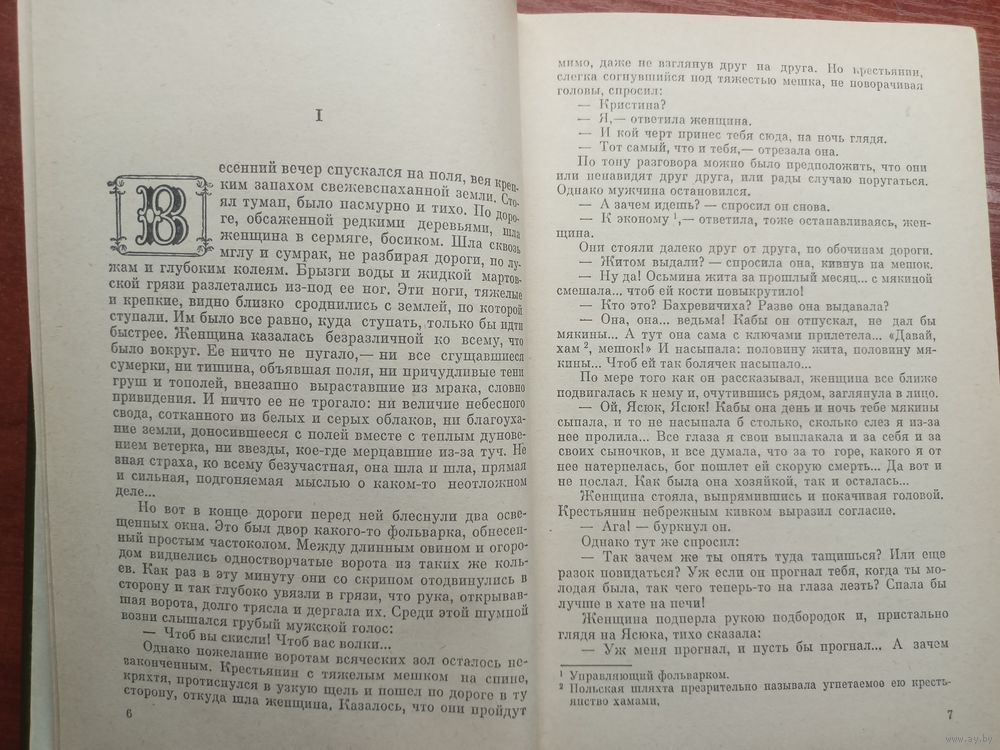 I
Весенний вечер спускался на поля, вея креп-
ким запахом свежевспаханной земли. Сто-
ял туман, было пасмурно и тихо. По доро-
ге, обсаженной редкими деревьями, шла
женщина в сермяге, босиком. Шла сквозь
мглу и сумрак, не разбирая дороги, по лу-
жам и глубоким колеям. Брызги воды и жидкой мартов-
ской грязи разлетались из-под ее ног. Эти ноги, тяжелые
и крепкие, видно близко сроднились с землей, по которой
ступали. Им было все равно, куда ступать, только бы идти
быстрее. Женщина казалась безразличной ко всему, что
было вокруг. Ее ничто не пугало,— ни все сгущавшиеся
сумерки, ни тишина, объявшая поля, ни причудливые тени
груш и тополей, внезапно выраставшие из мрака, словно
привидения. И ничто ее не трогало: ни величие небесного
свода, сотканного из белых и серых облаков, ни благоуха-
ние земли, доносившееся с полей вместе с теплым дунове-
нием ветерка, ни звезды, кое-где мерцавшие из-за туч. Не
зная страха, ко всему безучастная, она шла и шла, прямая
и сильная, подгоняемая мыслью о каком-то неотложном
деле...
Но вот в конце дороги перед ней блеснули два осве-
щенных окна. Это был двор какого-то фольварка, обнесен-
ный простым частоколом. Между длинным овином и огоро-
дом виднелись одностворчатые ворота из таких же коль-
ев. Как раз в эту минуту они со скрипом отодвинулись в
сторону и так глубоко увязли в грязи, что рука, открывав-
шая ворота, долго трясла и дергала их. Среди этой шумной
возни слышался грубый мужской голос:
— Чтоб вы скисли! Чтоб вас волки...
Однако пожелание воротам всяческих зол осталось не-
законченным. Крестьянин с тяжелым мешком на спине,
кряхтя, протиснулся в узкую щель и пошел по дороге в ту
сторону, откуда шла женщина. Казалось, что они пройдут
6
мимо, даже не взглянув друг на друга. Но крестьянин,
слегка согнувшийся под тяжестью мешка, не поворачивая
головы, спросил:
— Кристина?
— Я,— ответила женщина.
— И кой черт принес тебя сюда, на ночь глядя.
— Тот самый, что и тебя,— отрезала она.
По тону разговора можно было предположить, что они
или ненавидят друг друга, или рады случаю поругаться.
Однако мужчина остановился.
— А зачем идешь? — спросил он снова.
— К эконому ¹,— ответила, тоже останавливаясь, жен-
щина.
Они стояли далеко друг от друга, по обочинам дороги.
— Житом выдали? — спросила она, кивнув на мешок.
— Ну да! Осьмина жита за прошлый месяц... с мякиной
смешала... чтоб ей кости повыкрутило!
— Кто это? Бахревичиха? Разве она выдавала?
— Она, она... ведьма! Кабы он отпускал, не дал бы
мякины... А тут она сама с ключами прилетела... «Давай,
хам ², мешок!» И насыпала: половину жита, половину мя-
кины... Чтоб ей так болячек насыпало...
По мере того как он рассказывал, женщина все ближе
подвигалась к нему и, очутившись рядом, заглянула в лицо.
— Ой, Ясюк, Ясюк! Кабы она день и ночь тебе мякины
сыпала, и то не насыпала б столько, сколько слез я из-за
нее пролила... Все глаза я свои выплакала и за себя и за
своих сыночков, и все думала, что за то горе, какого я от
нее натерпелась, бог пошлет ей скорую смерть... Да вот и
не послал. Как была она хозяйкой, так и осталась...
Женщина стояла, выпрямившись и покачивая головой.
Крестьянин небрежным кивком выразил согласие.
— Ага! — буркнул он.
Однако тут же спросил:
— Так зачем же ты опять туда тащишься? Или еще
разок повидаться? Уж если он прогнал тебя, когда ты мо-
лодая была, так чего теперь-то на глаза лезть? Спала бы
лучше в хате на печи!
Женщина подперла рукою подбородок и, пристально
глядя на Ясюка, тихо сказала:
— Уж меня прогнал, и пусть бы прогнал... А зачем
¹ Управляющий фольварком.
² Польская шляхта презрительно называла угнетаемое ею кресть-
янство хамами.
7
www.ay.by